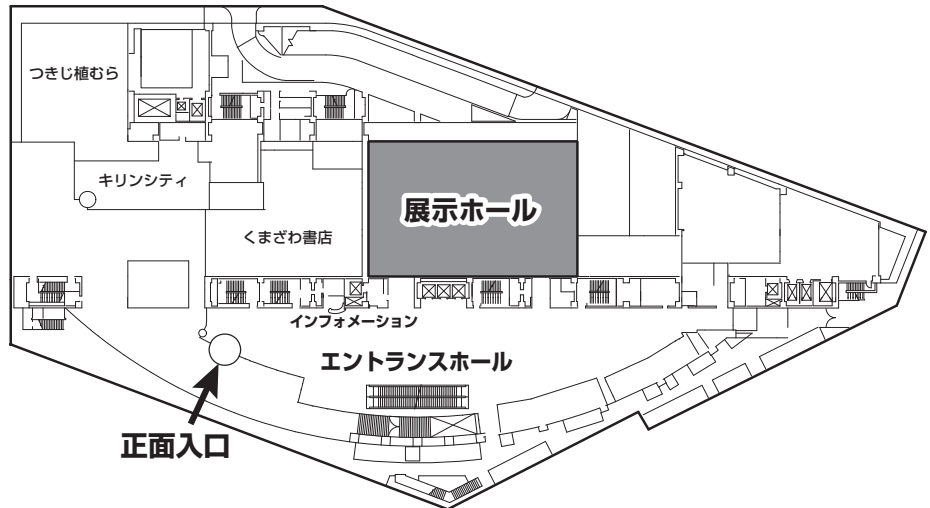 つきじ植むら
キリンシティ
くまざわ書店
展示ホール
インフォメーション
エントランスホール
正面入口